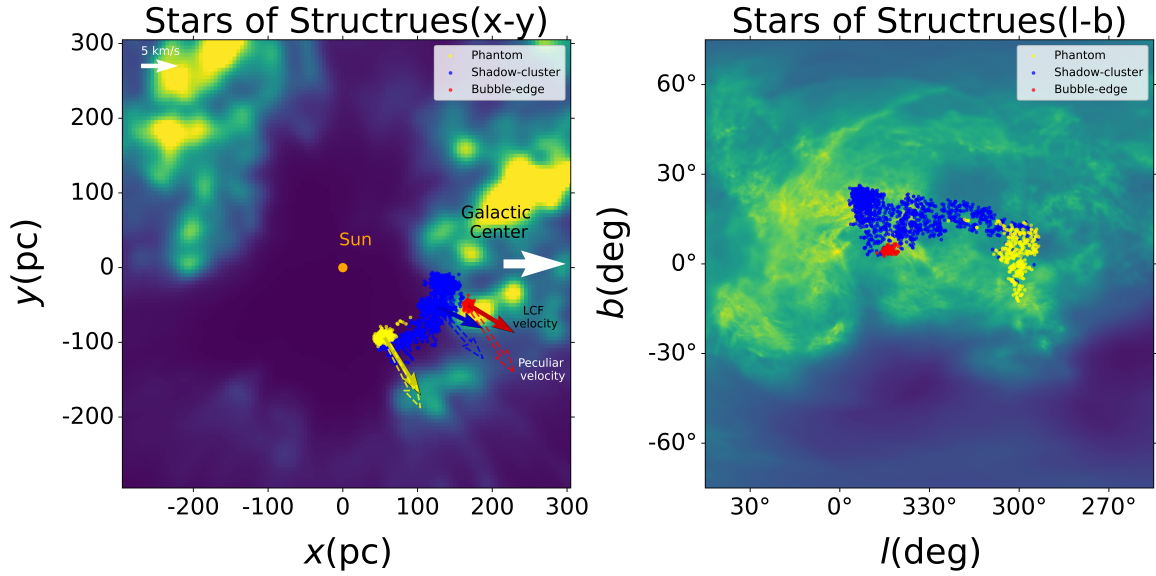 Stars of Structrues(x-y)
5 km/s
Phantom
Shadow-cluster
Bubble-edge
Galactic
Center
Sun
LCF
velocity
Peculiar
velocity
300
200
100
0
-100
-200
-200 -100 0 100 200 300
y(pc)
x(pc)
Stars of Structrues(l-b)
Phantom
Shadow-cluster
Bubble-edge
60°
30°
0°
-30°
-60°
30° 0° 330° 300° 270°
b(deg)
l(deg)